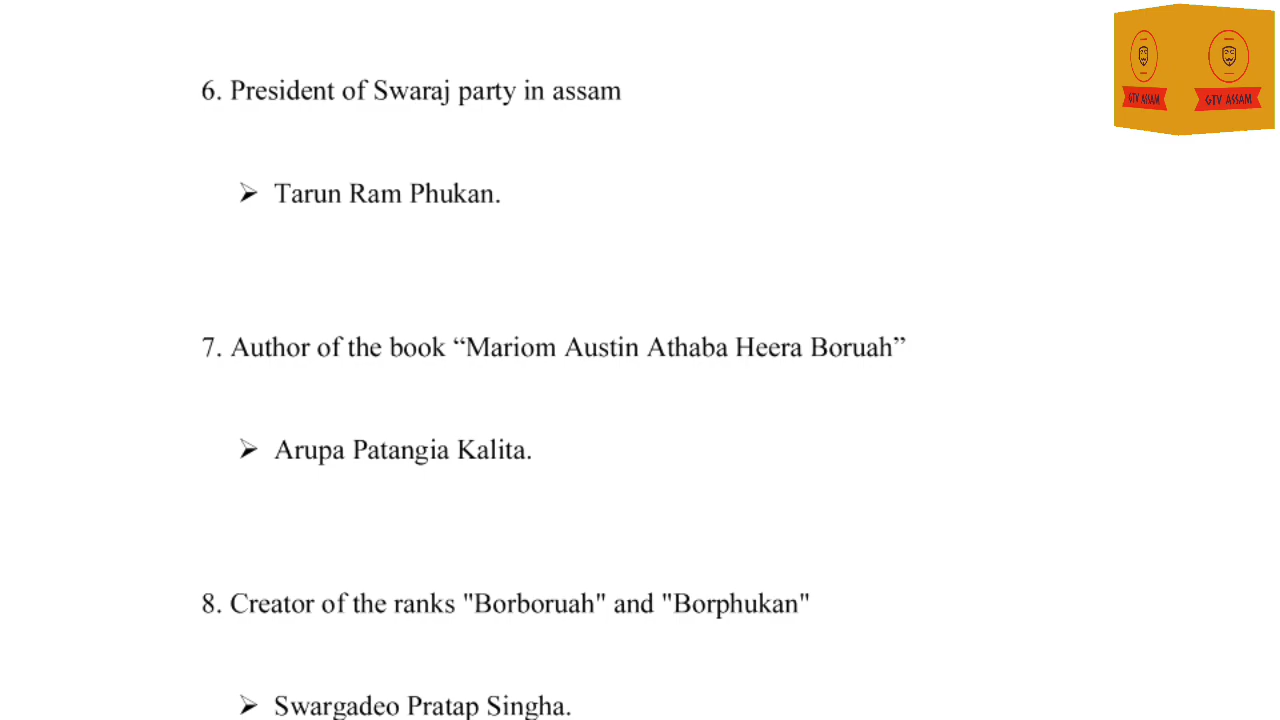 6. President of Swaraj party in assam
➢ Tarun Ram Phukan.
7. Author of the book “Mariom Austin Athaba Heera Boruah”
➢ Arupa Patangia Kalita.
8. Creator of the ranks "Borboruah" and "Borphukan"
➢ Swargadeo Pratap Singha.
GTV ASSAM
GTV ASSAM